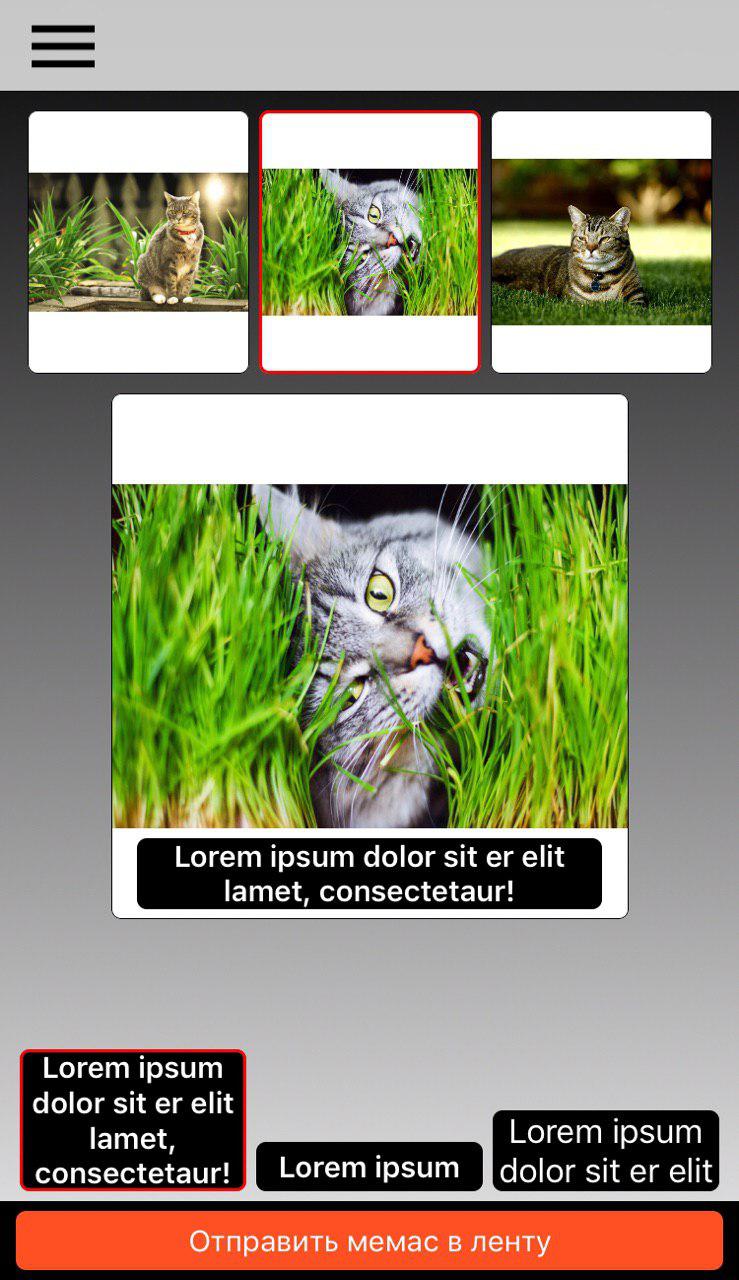 Lorem ipsum dolor sit er elit
lamet, consectetaur!
Lorem ipsum
dolor sit er elit
lamet,
consectetaur!
Lorem ipsum
Lorem ipsum
dolor sit er elit
Отправить мемас в ленту